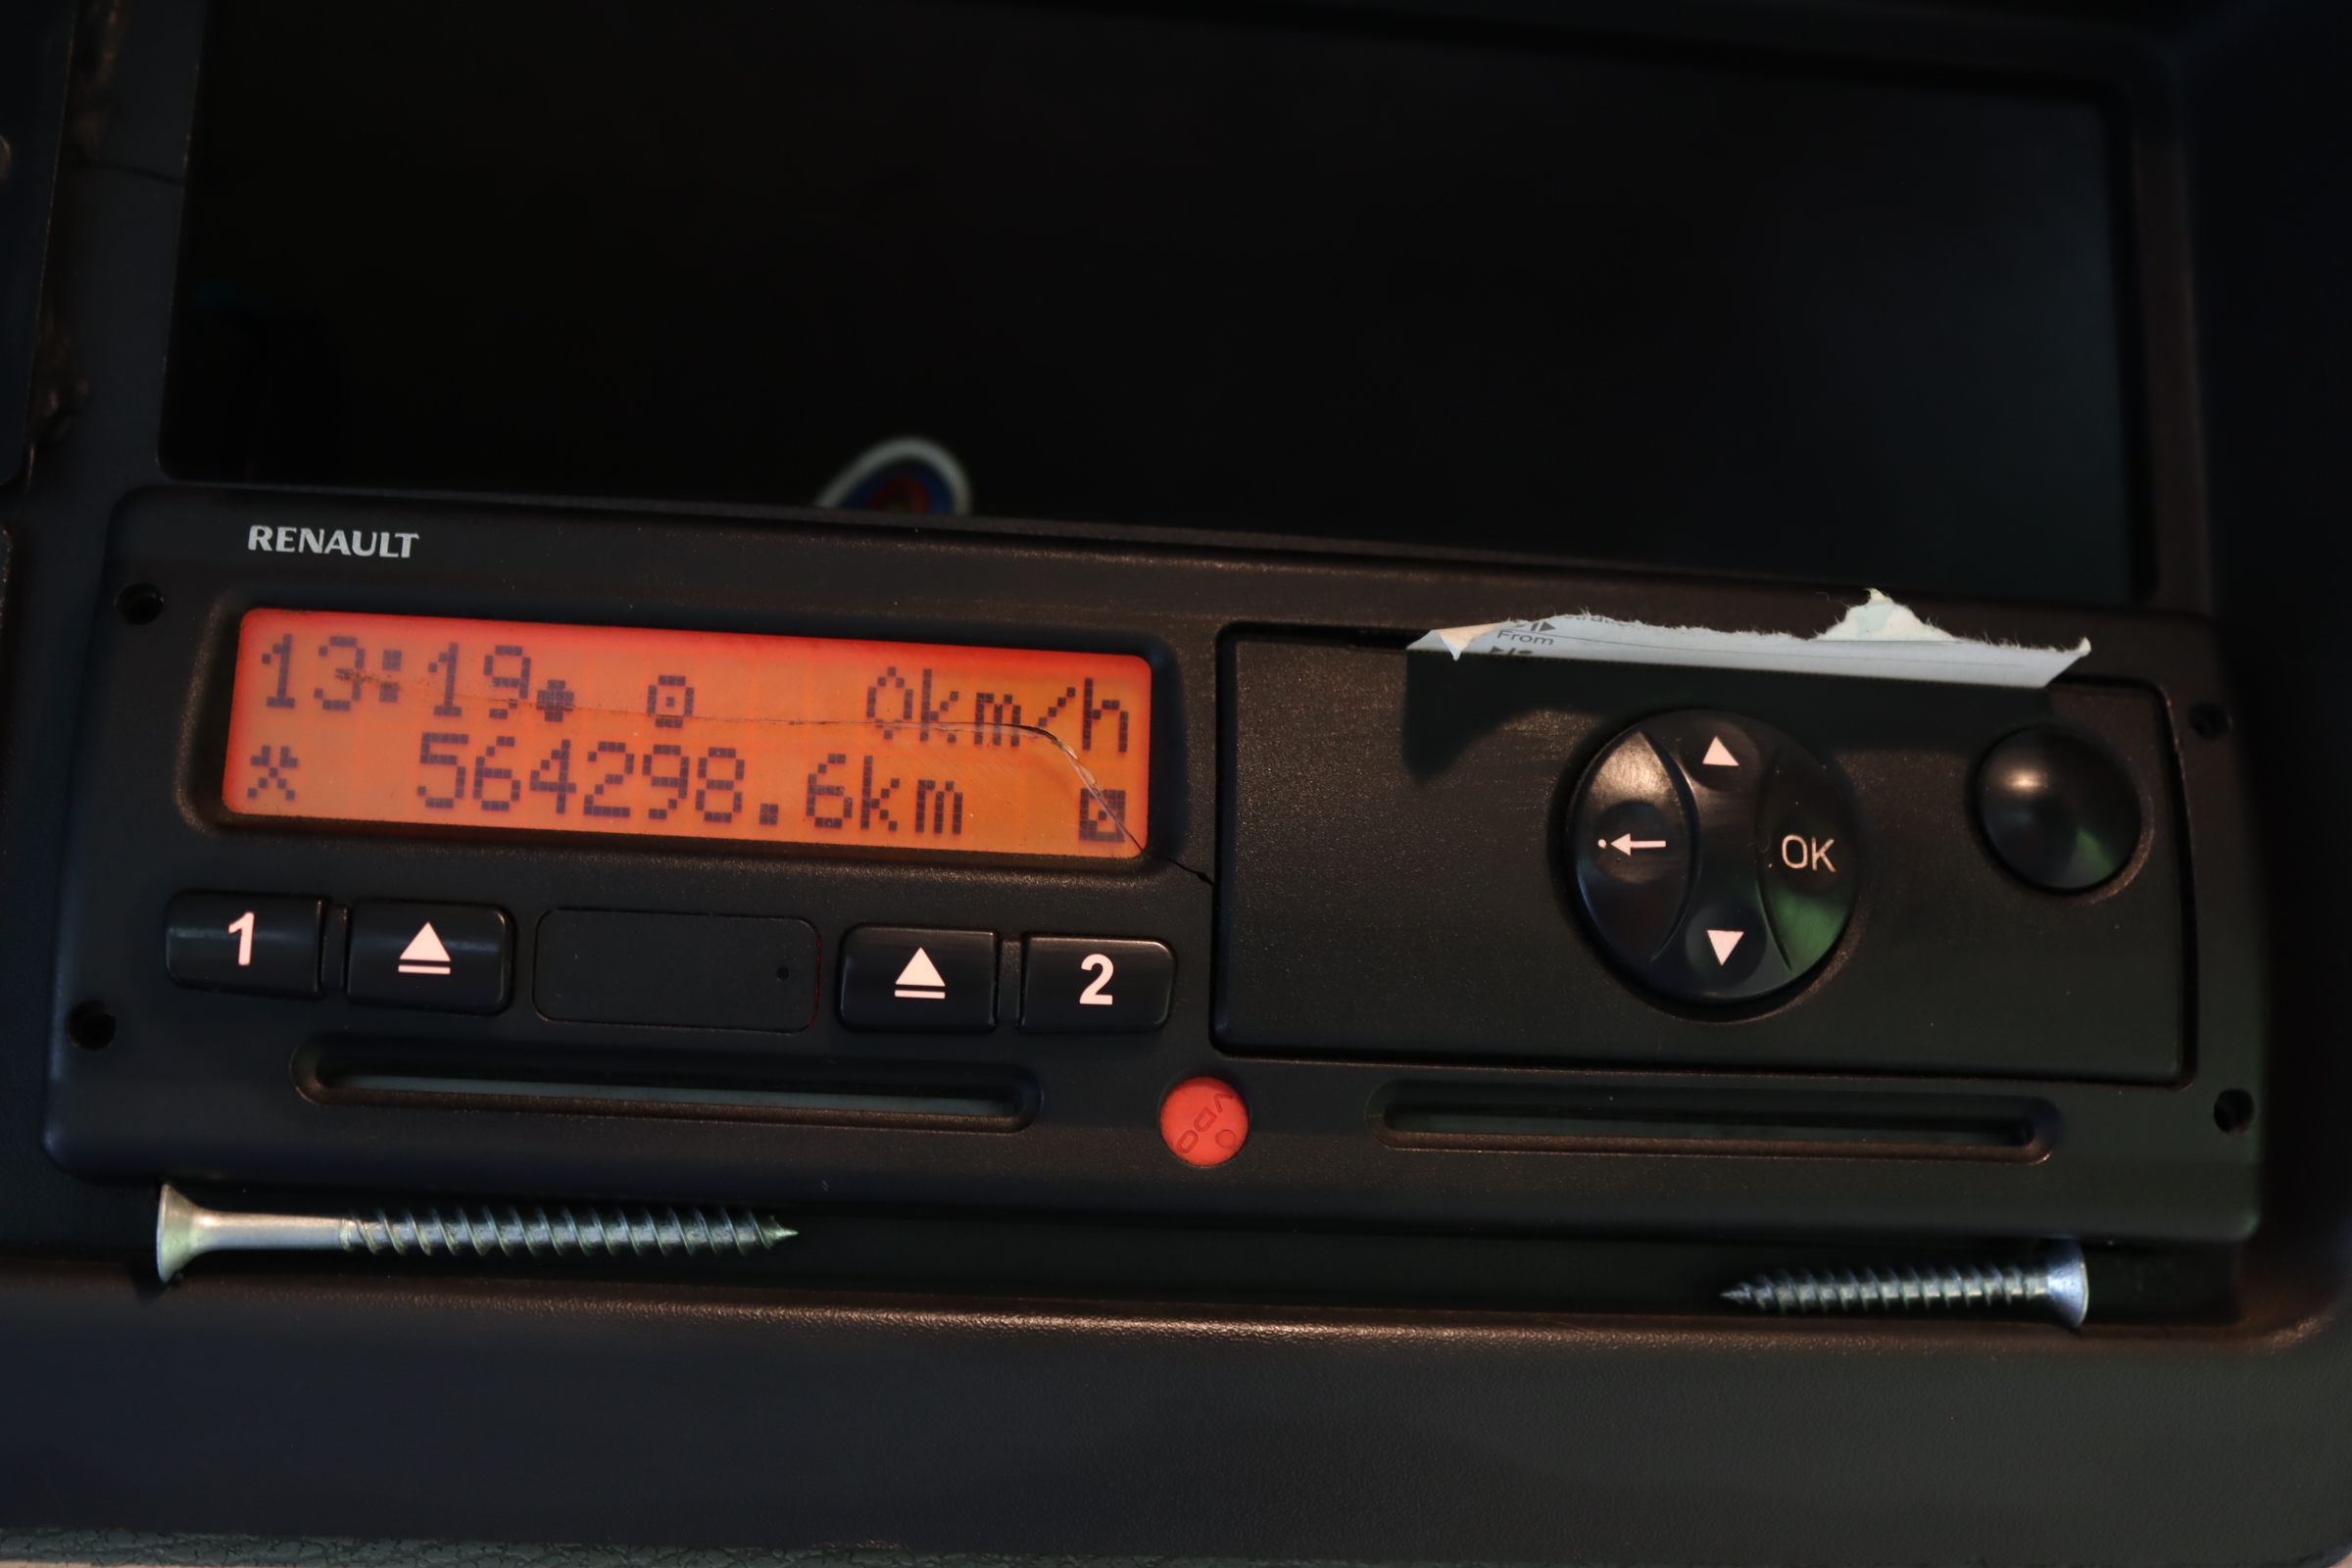 RENAULT
13:19 0km/h
564298.6km
1 2
OK
From
VDO